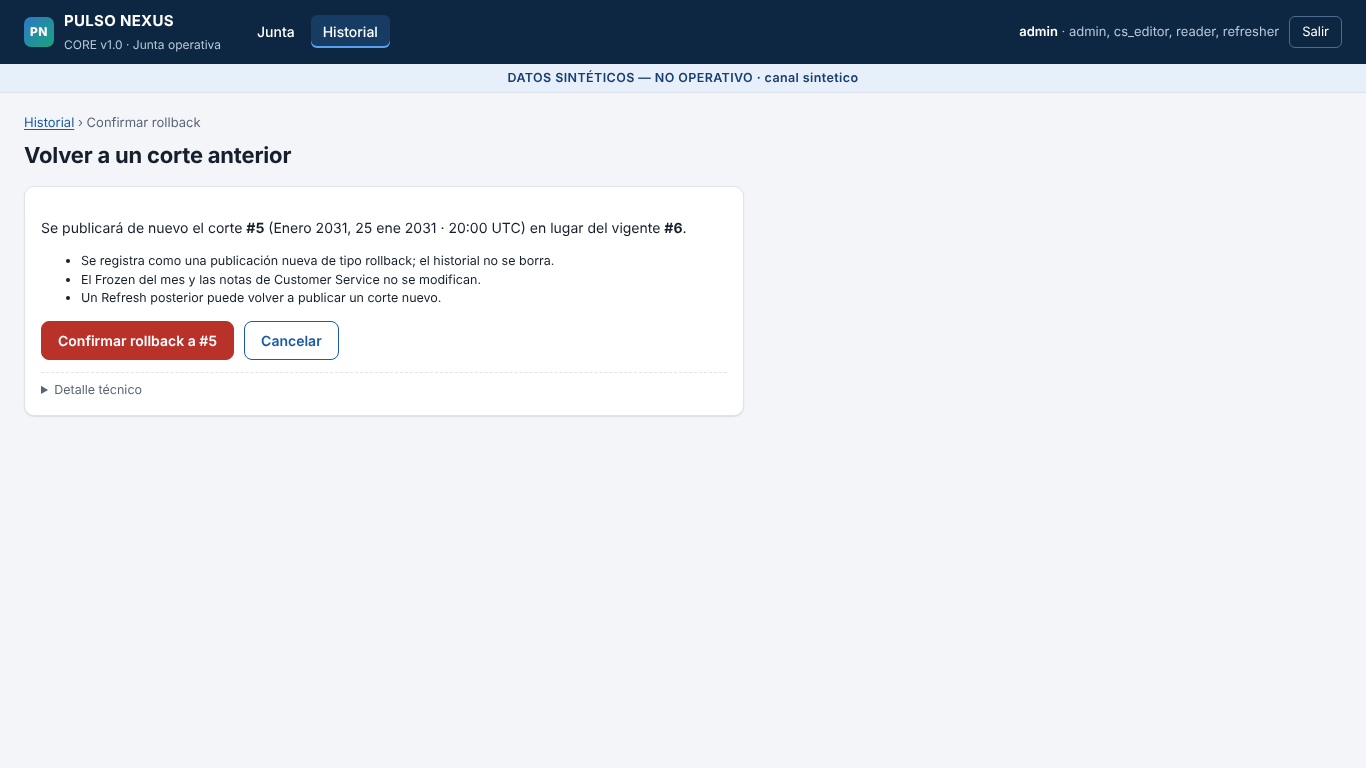 PN
PULSO NEXUS
CORE v1.0 · Junta operativa
Junta
Historial
admin · admin, cs_editor, reader, refresher
Salir
DATOS SINTÉTICOS — NO OPERATIVO · canal sintetico
Historial › Confirmar rollback
Volver a un corte anterior
Se publicará de nuevo el corte #5 (Enero 2031, 25 ene 2031 · 20:00 UTC) en lugar del vigente #6.
• Se registra como una publicación nueva de tipo rollback; el historial no se borra.
• El Frozen del mes y las notas de Customer Service no se modifican.
• Un Refresh posterior puede volver a publicar un corte nuevo.
Confirmar rollback a #5
Cancelar
▶ Detalle técnico